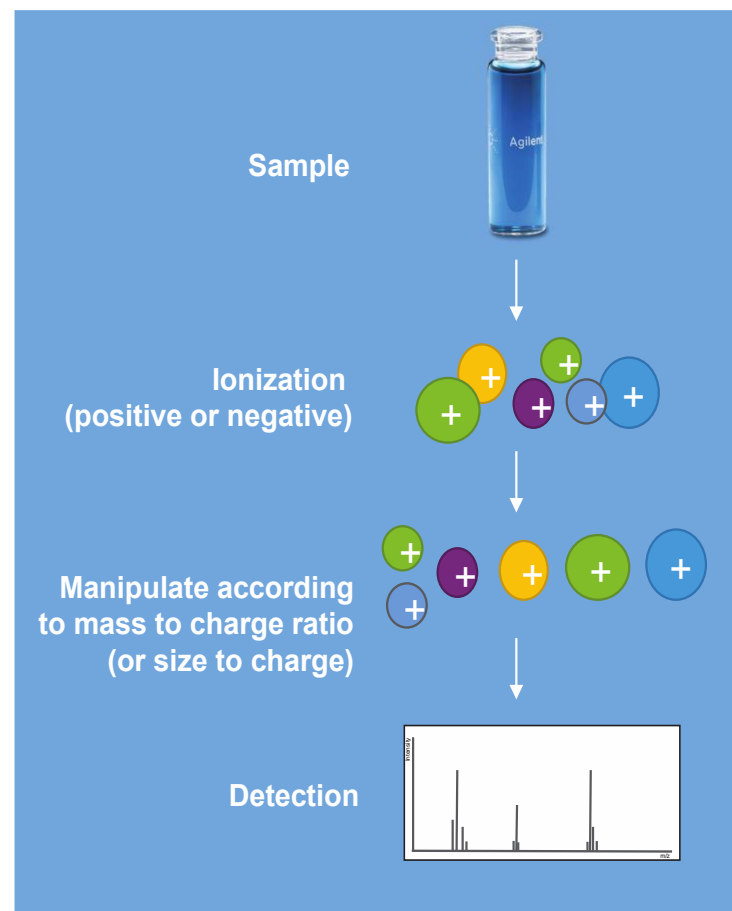 Agilent
Sample
Ionization
(positive or negative)
+ + + + + +
+ + + + + +
Manipulate according
to mass to charge ratio
(or size to charge)
Intensity
Detection
m/z